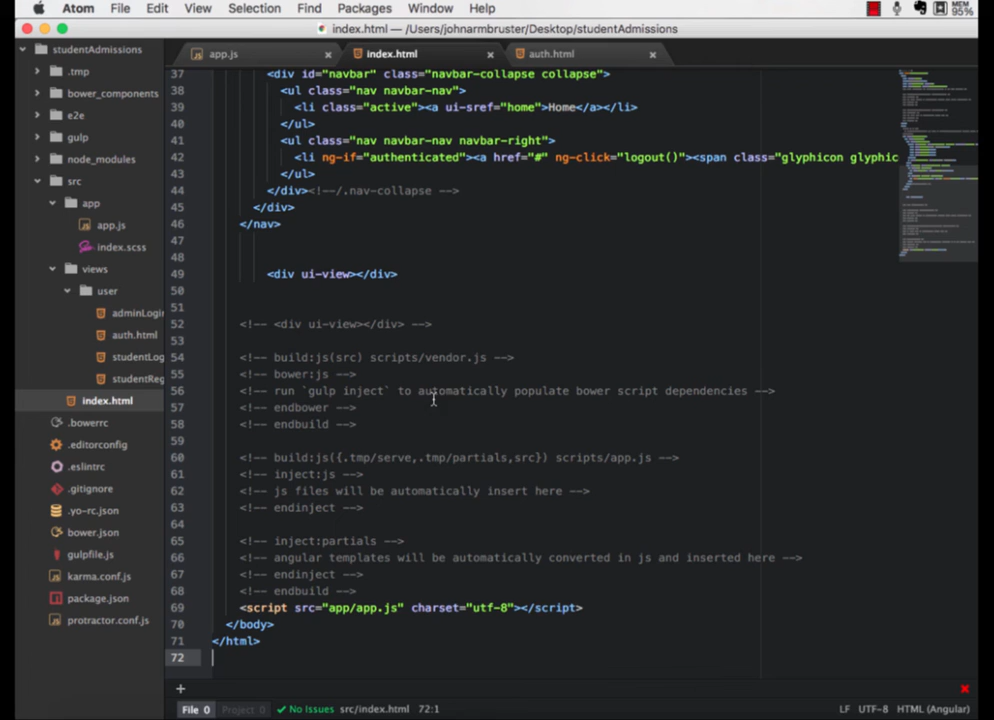 Atom File Edit View Selection Find Packages Window Help MEM 95%
index.html — /Users/johnarmbruster/Desktop/studentAdmissions
studentAdmissions
.tmp
bower_components
e2e
gulp
node_modules
src
app
app.js
index.scss
views
user
adminLogi
auth.html
studentLog
studentReg
index.html
.bowerrc
.editorconfig
.eslintrc
.gitignore
.yo-rc.json
bower.json
gulpfile.js
karma.conf.js
package.json
protractor.conf.js
app.js index.html auth.html
37 <div id="navbar" class="navbar-collapse collapse">
38 <ul class="nav navbar-nav">
39 <li class="active"><a ui-sref="home">Home</a></li>
40 </ul>
41 <ul class="nav navbar-nav navbar-right">
42 <li ng-if="authenticated"><a href="#" ng-click="logout()"><span class="glyphicon glyphic
43 </ul>
44 </div><!--/.nav-collapse -->
45 </div>
46 </nav>
47
48
49 <div ui-view></div>
50
51
52 <!-- <div ui-view></div> -->
53
54 <!-- build:js(src) scripts/vendor.js -->
55 <!-- bower:js -->
56 <!-- run `gulp inject` to automatically populate bower script dependencies -->
57 <!-- endbower -->
58 <!-- endbuild -->
59
60 <!-- build:js({.tmp/serve,.tmp/partials,src}) scripts/app.js -->
61 <!-- inject:js -->
62 <!-- js files will be automatically insert here -->
63 <!-- endinject -->
64
65 <!-- inject:partials -->
66 <!-- angular templates will be automatically converted in js and inserted here -->
67 <!-- endinject -->
68 <!-- endbuild -->
69 <script src="app/app.js" charset="utf-8"></script>
70 </body>
71 </html>
72
File 0 Project 0 No Issues src/index.html 72:1 LF UTF-8 HTML (Angular)